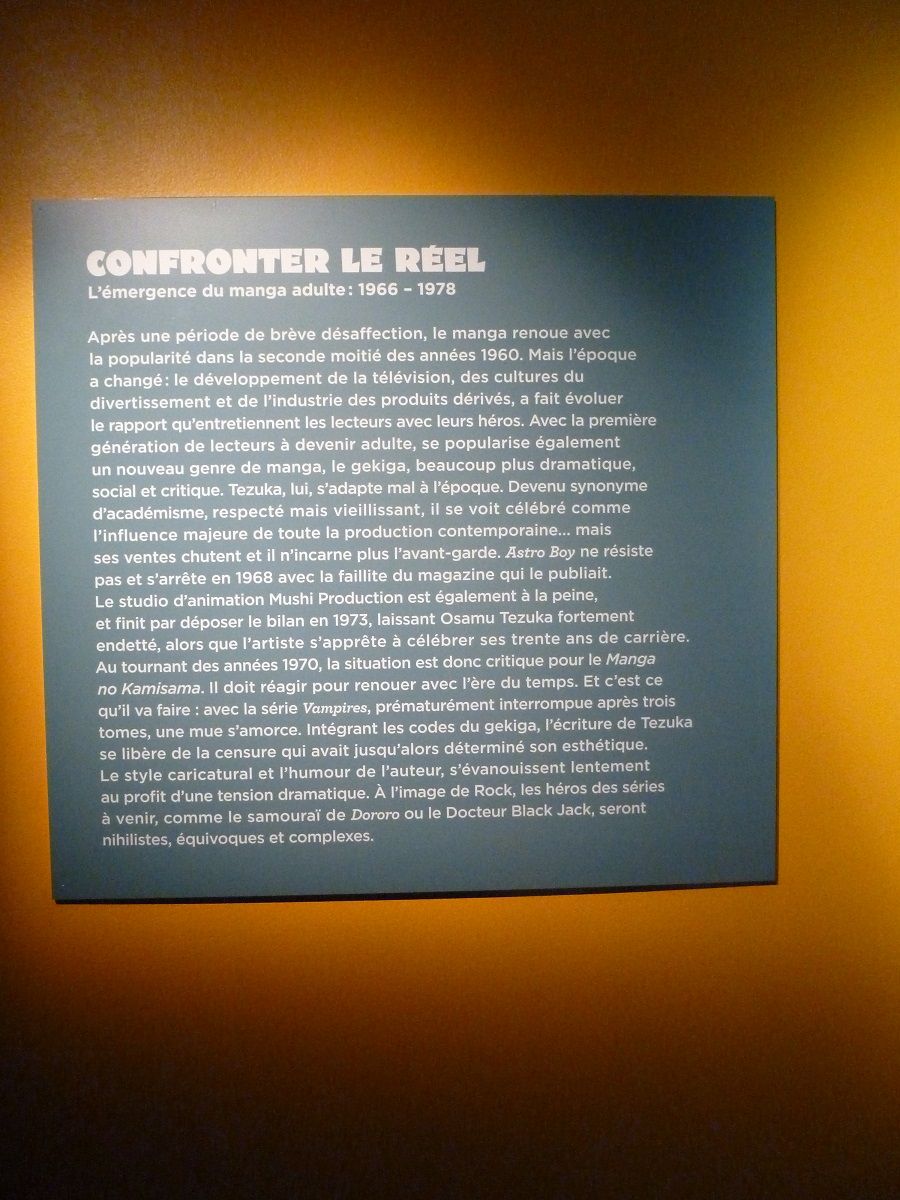 CONFRONTER LE RÉEL
L'émergence du manga adulte : 1966 – 1978
Après une période de brève désaffection, le manga renoue avec
la popularité dans la seconde moitié des années 1960. Mais l'époque
a changé : le développement de la télévision, des cultures du
divertissement et de l'industrie des produits dérivés, a fait évoluer
le rapport qu'entretiennent les lecteurs avec leurs héros. Avec la première
génération de lecteurs à devenir adulte, se popularise également
un nouveau genre de manga, le gekiga, beaucoup plus dramatique,
social et critique. Tezuka, lui, s'adapte mal à l'époque. Devenu synonyme
d'académisme, respecté mais vieillissant, il se voit célébré comme
l'influence majeure de toute la production contemporaine... mais
ses ventes chutent et il n'incarne plus l'avant-garde. Astro Boy ne résiste
pas et s'arrête en 1968 avec la faillite du magazine qui le publiait.
Le studio d'animation Mushi Production est également à la peine,
et finit par déposer le bilan en 1973, laissant Osamu Tezuka fortement
endetté, alors que l'artiste s'apprête à célébrer ses trente ans de carrière.
Au tournant des années 1970, la situation est donc critique pour le Manga
no Kamisama. Il doit réagir pour renouer avec l'ère du temps. Et c'est ce
qu'il va faire : avec la série Vampires, prématurément interrompue après trois
tomes, une mue s'amorce. Intégrant les codes du gekiga, l'écriture de Tezuka
se libère de la censure qui avait jusqu'alors déterminé son esthétique.
Le style caricatural et l'humour de l'auteur, s'évanouissent lentement
au profit d'une tension dramatique. À l'image de Rock, les héros des séries
à venir, comme le samouraï de Dororo ou le Docteur Black Jack, seront
nihilistes, équivoques et complexes.